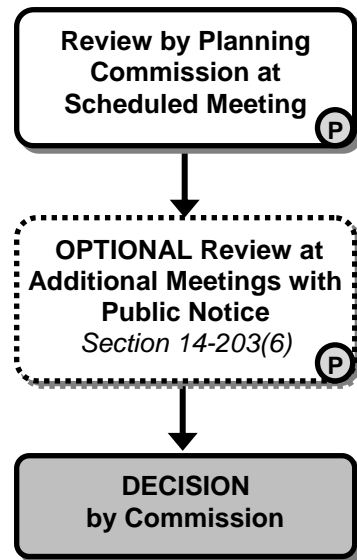 Review by Planning
Commission at
Scheduled Meeting
P
OPTIONAL Review at
Additional Meetings with
Public Notice
Section 14-203(6)
P
DECISION
by Commission